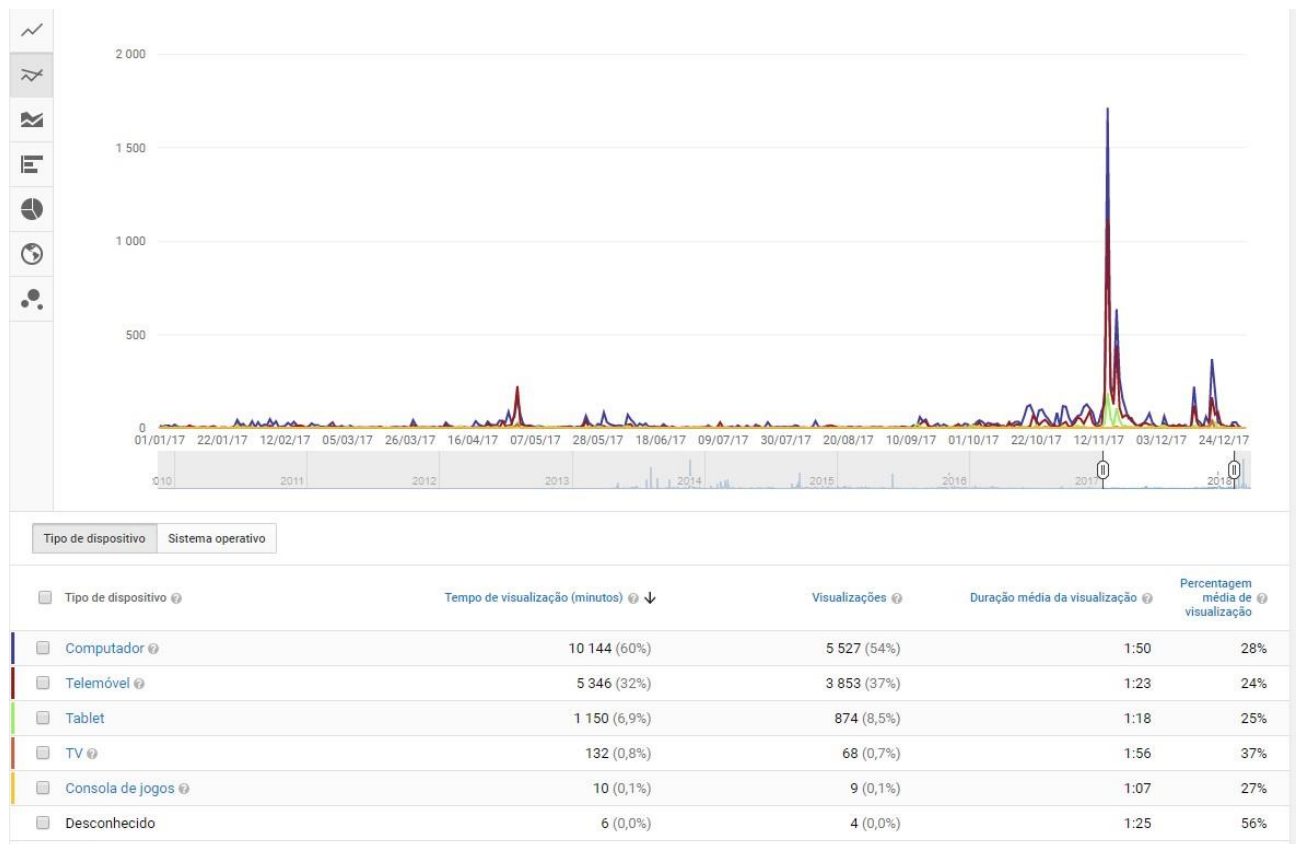 2 000
1 500
1 000
500
0
01/01/17 22/01/17 12/02/17 05/03/17 26/03/17 16/04/17 07/05/17 28/05/17 18/06/17 09/07/17 30/07/17 20/08/17 10/09/17 01/10/17 22/10/17 12/11/17 03/12/17 24/12/17
010 2011 2012 2013 2014 2015 2016 2017 2018
Tipo de dispositivo Sistema operativo
Tipo de dispositivo ? Tempo de visualização (minutos) ? ↓ Visualizações ? Duração média da visualização ? Percentagem média de visualização ?
Computador ? 10 144 (60%) 5 527 (54%) 1:50 28%
Telemóvel ? 5 346 (32%) 3 853 (37%) 1:23 24%
Tablet 1 150 (6,9%) 874 (8,5%) 1:18 25%
TV ? 132 (0,8%) 68 (0,7%) 1:56 37%
Consola de jogos ? 10 (0,1%) 9 (0,1%) 1:07 27%
Desconhecido 6 (0,0%) 4 (0,0%) 1:25 56%